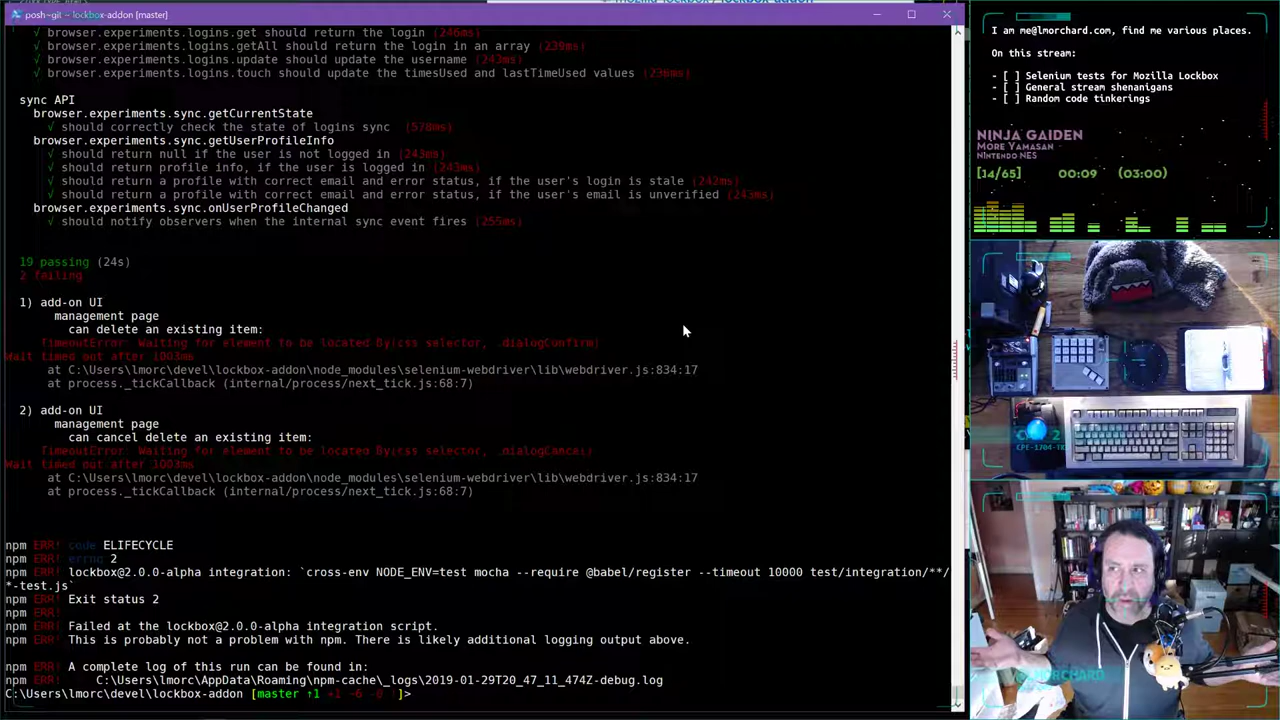 posh~git ~ lockbox-addon [master]
√ browser.experiments.logins.get should return the login (246ms)
√ browser.experiments.logins.getAll should return the login in an array (239ms)
√ browser.experiments.logins.update should update the username (243ms)
√ browser.experiments.logins.touch should update the timesUsed and lastTimeUsed values (236ms)
sync API
browser.experiments.sync.getCurrentState
√ should correctly check the state of logins sync (578ms)
browser.experiments.sync.getUserProfileInfo
√ should return null if the user is not logged in (243ms)
√ should return profile info, if the user is logged in (243ms)
√ should return a profile with correct email and error status, if the user's login is stale (242ms)
√ should return a profile with correct email and error status, if the user's email is unverified (243ms)
browser.experiments.sync.onUserProfileChanged
√ should notify observers when the internal sync event fires (255ms)
19 passing (24s)
2 failing
1) add-on UI
management page
can delete an existing item:
TimeoutError: Waiting for element to be located By(css selector, .dialogConfirm)
Wait timed out after 1003ms
at C:\Users\lmorc\devel\lockbox-addon\node_modules\selenium-webdriver\lib\webdriver.js:834:17
at process._tickCallback (internal/process/next_tick.js:68:7)
2) add-on UI
management page
can cancel delete an existing item:
TimeoutError: Waiting for element to be located By(css selector, .dialogCancel)
Wait timed out after 1003ms
at C:\Users\lmorc\devel\lockbox-addon\node_modules\selenium-webdriver\lib\webdriver.js:834:17
at process._tickCallback (internal/process/next_tick.js:68:7)
npm ERR! code ELIFECYCLE
npm ERR! errno 2
npm ERR! lockbox@2.0.0-alpha integration: `cross-env NODE_ENV=test mocha --require @babel/register --timeout 10000 test/integration/**/
*-test.js`
npm ERR! Exit status 2
npm ERR!
npm ERR! Failed at the lockbox@2.0.0-alpha integration script.
npm ERR! This is probably not a problem with npm. There is likely additional logging output above.
npm ERR! A complete log of this run can be found in:
npm ERR! C:\Users\lmorc\AppData\Roaming\npm-cache\_logs\2019-01-29T20_47_11_474Z-debug.log
C:\Users\lmorc\devel\lockbox-addon [master ↑1 +1 ~6 -0 !]>
I am me@lmorchard.com, find me various places.
On this stream:
- [ ] Selenium tests for Mozilla Lockbox
- [ ] General stream shenanigans
- [ ] Random code tinkerings
NINJA GAIDEN
MORE YAMASAN
NINTENDO NES
[14/65] 00:09 (03:00)
@LMORCHARD